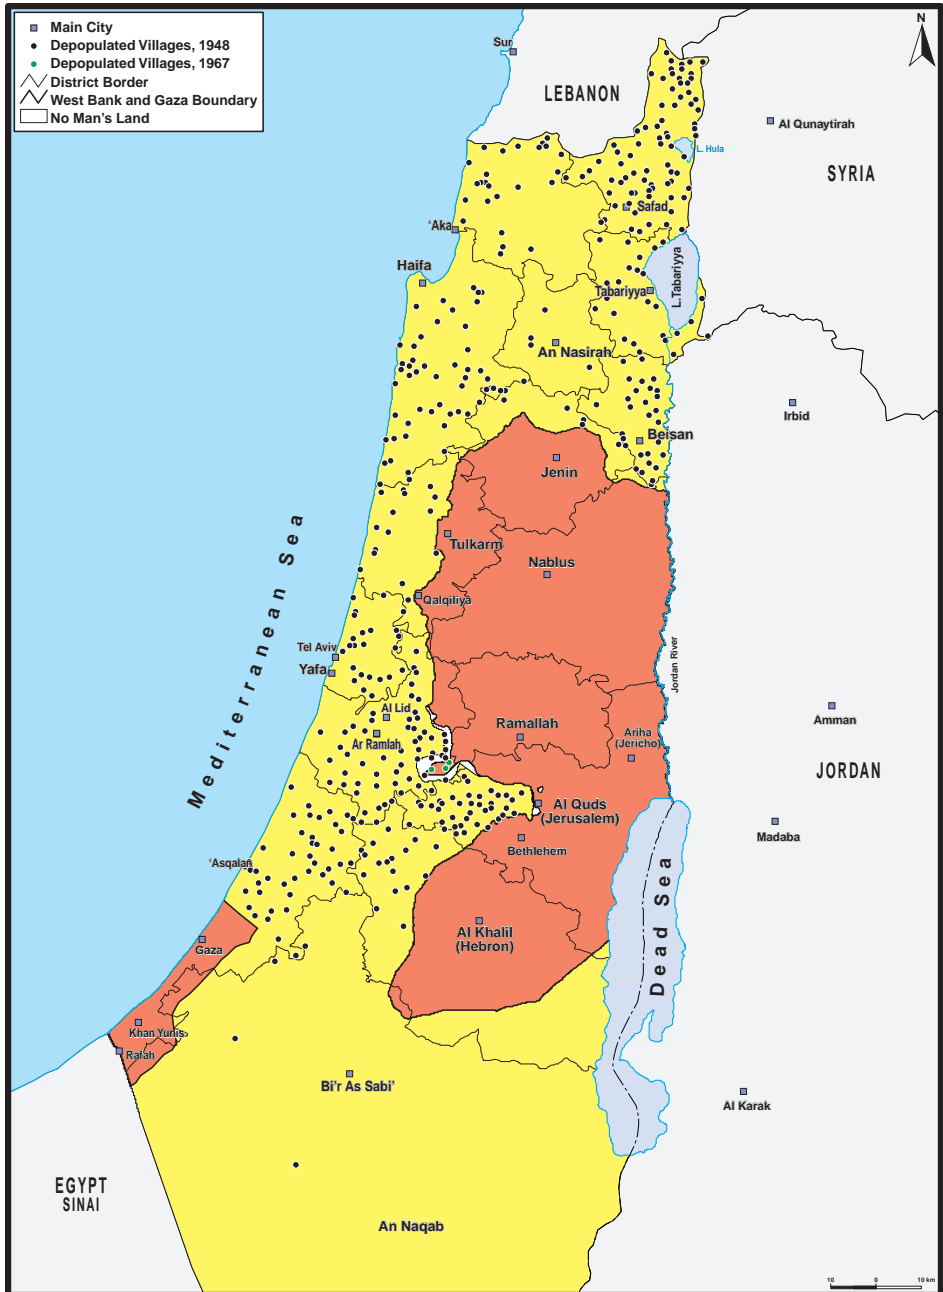 Main City
Depopulated Villages, 1948
Depopulated Villages, 1967
District Border
West Bank and Gaza Boundary
No Man's Land
N
Sur
LEBANON
Al Qunaytirah
L. Hula
SYRIA
Safad
‘Aka
Haifa
L.Tabariyya
Tabariyya
An Nasirah
Irbid
Beisan
Jenin
Mediterranean Sea
Tulkarm
Nablus
Qalqiliya
Tel Aviv
Yafa
Jordan River
Al Lid
Ar Ramlah
Ramallah
Ariha
(Jericho)
Amman
JORDAN
Al Quds
(Jerusalem)
Madaba
Bethlehem
‘Asqalan
Dead Sea
Al Khalil
(Hebron)
Gaza
Khan Yunis
Rafah
Bi'r As Sabi'
Al Karak
EGYPT
SINAI
An Naqab
10 0 10 km